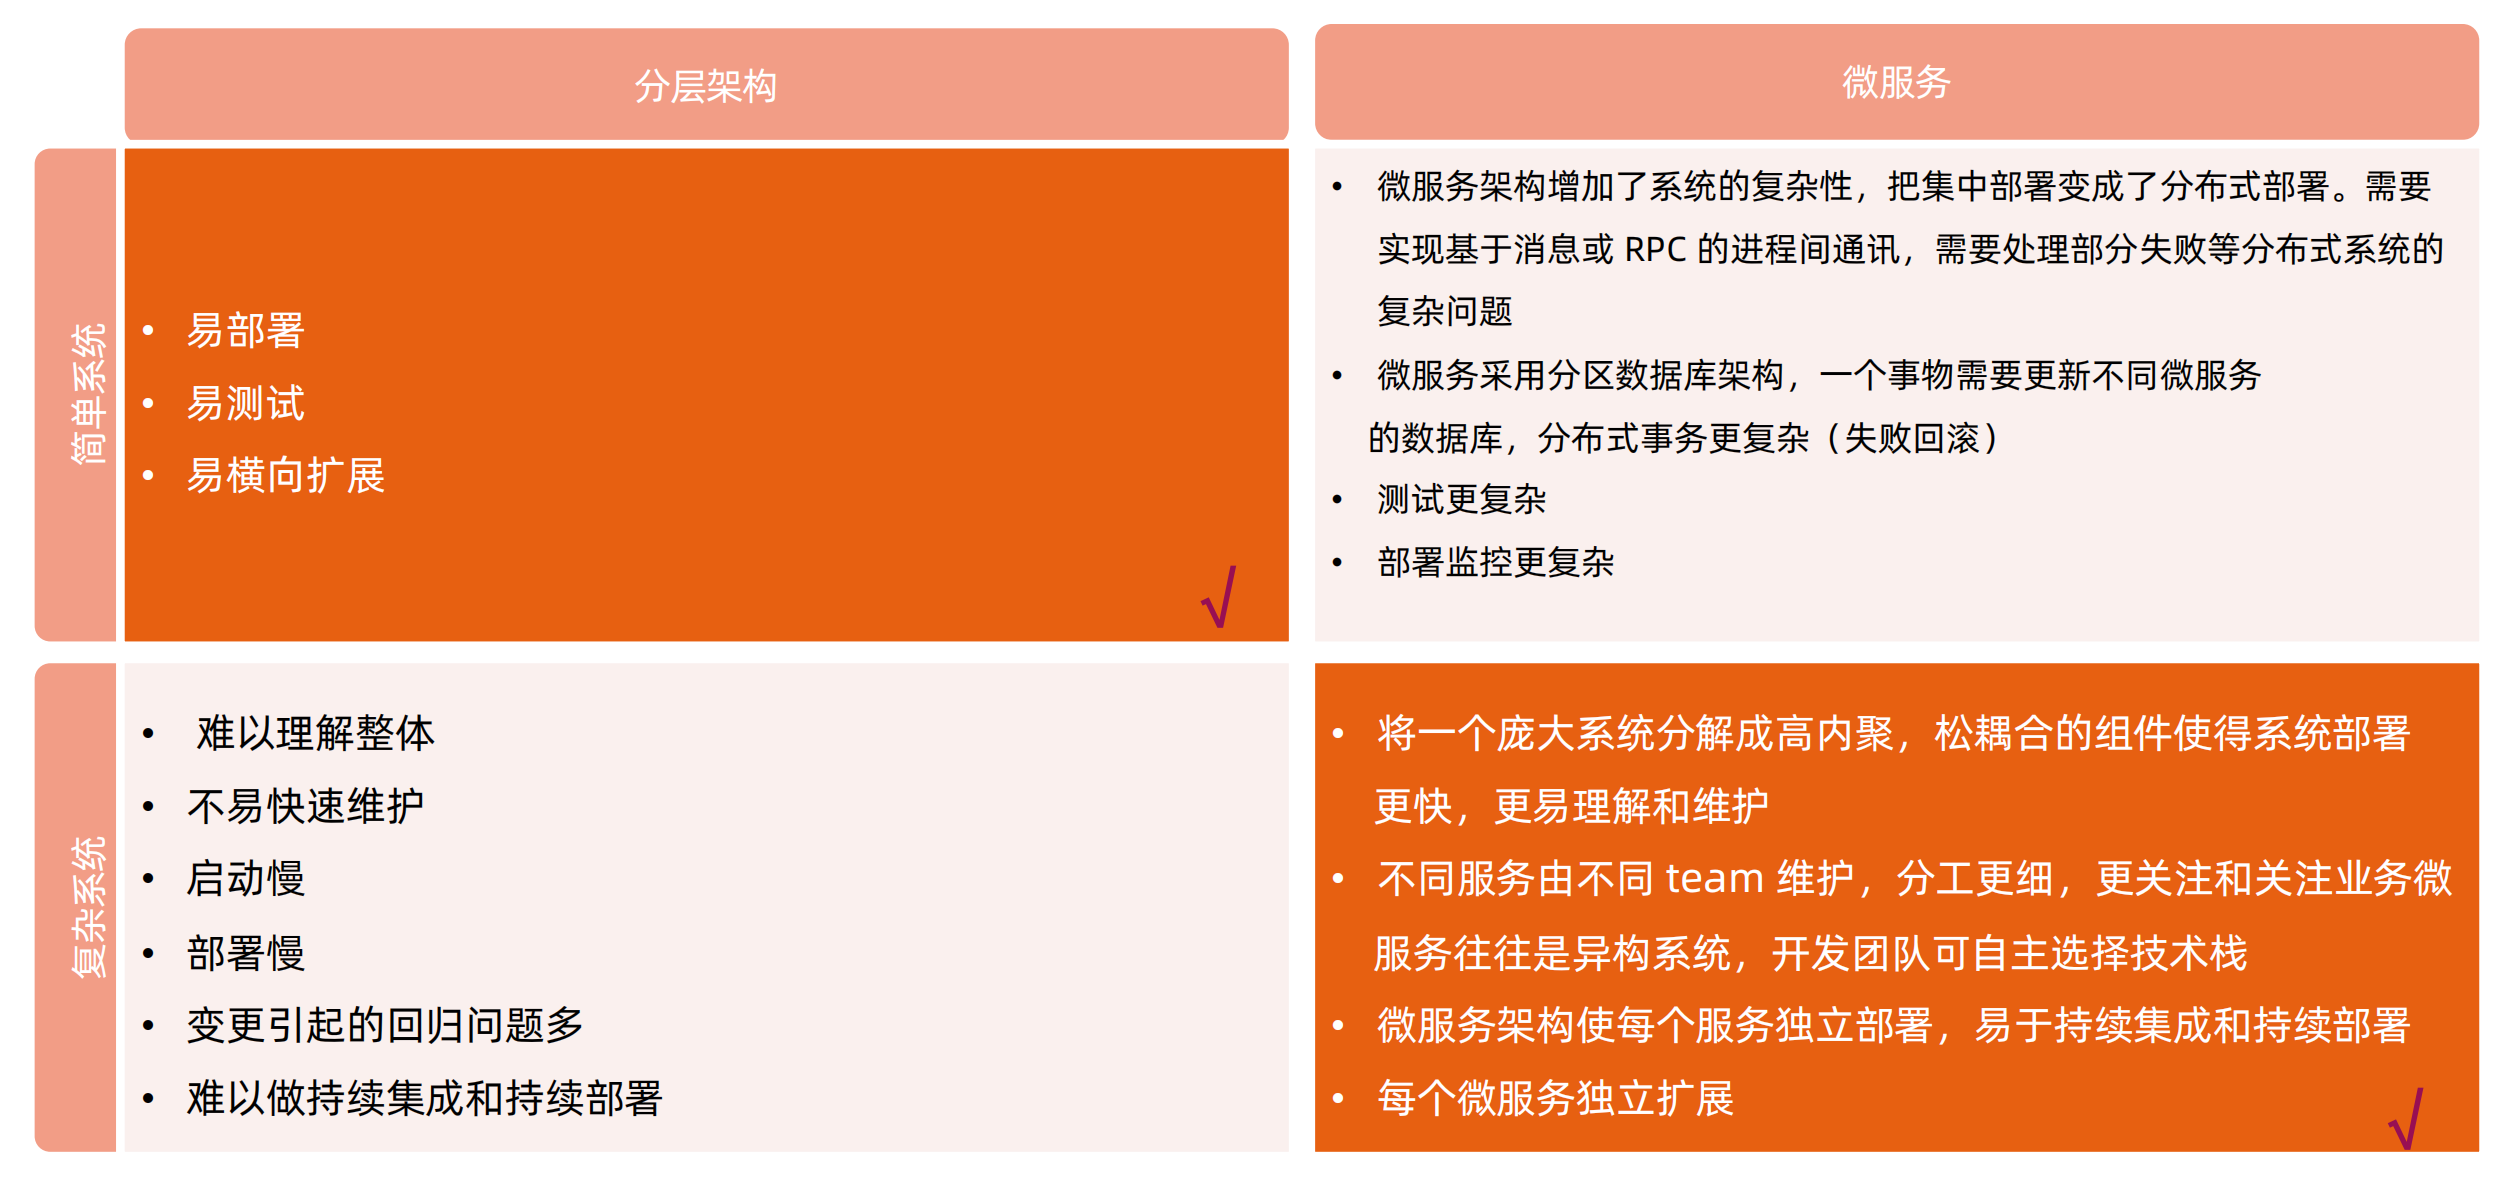 分层架构
微服务
简单系统
• 易部署
• 易测试
• 易横向扩展
√
• 微服务架构增加了系统的复杂性，把集中部署变成了分布式部署。需要
实现基于消息或 RPC 的进程间通讯，需要处理部分失败等分布式系统的
复杂问题
• 微服务采用分区数据库架构，一个事物需要更新不同微服务
的数据库，分布式事务更复杂（失败回滚）
• 测试更复杂
• 部署监控更复杂
复杂系统
• 难以理解整体
• 不易快速维护
• 启动慢
• 部署慢
• 变更引起的回归问题多
• 难以做持续集成和持续部署
• 将一个庞大系统分解成高内聚，松耦合的组件使得系统部署
更快，更易理解和维护
• 不同服务由不同 team 维护，分工更细，更关注和关注业务微
服务往往是异构系统，开发团队可自主选择技术栈
• 微服务架构使每个服务独立部署，易于持续集成和持续部署
• 每个微服务独立扩展
√